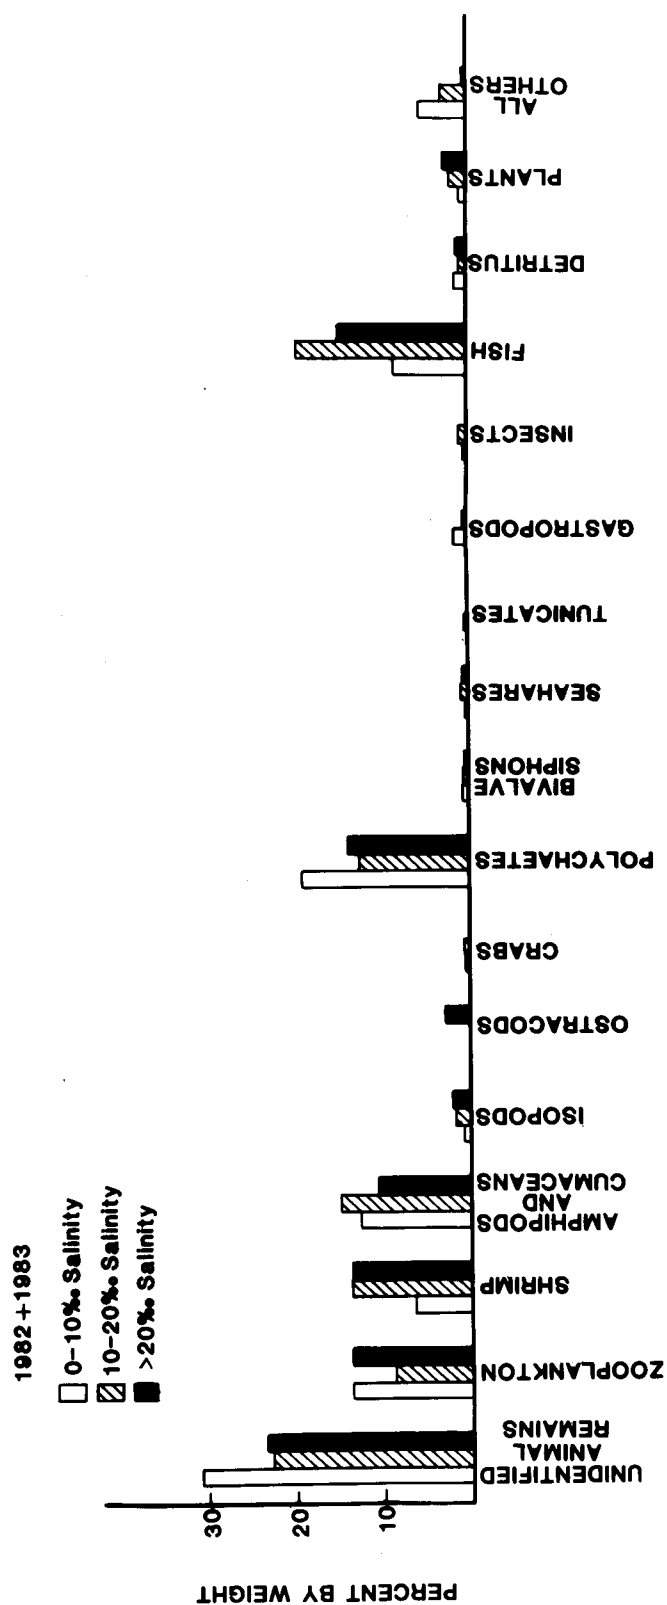 1982+1983
0-10‰ Salinity
10-20‰ Salinity
>20‰ Salinity
PERCENT BY WEIGHT
30
20
10
UNIDENTIFIED
ANIMAL
REMAINS
ZOOPLANKTON
SHRIMP
AMPHIPODS
AND
CUMACEANS
ISOPODS
OSTRACODS
CRABS
POLYCHAETES
BIVALVE
SIPHONS
SEAHARES
TUNICATES
GASTROPODS
INSECTS
FISH
DETRITUS
PLANTS
ALL
OTHERS